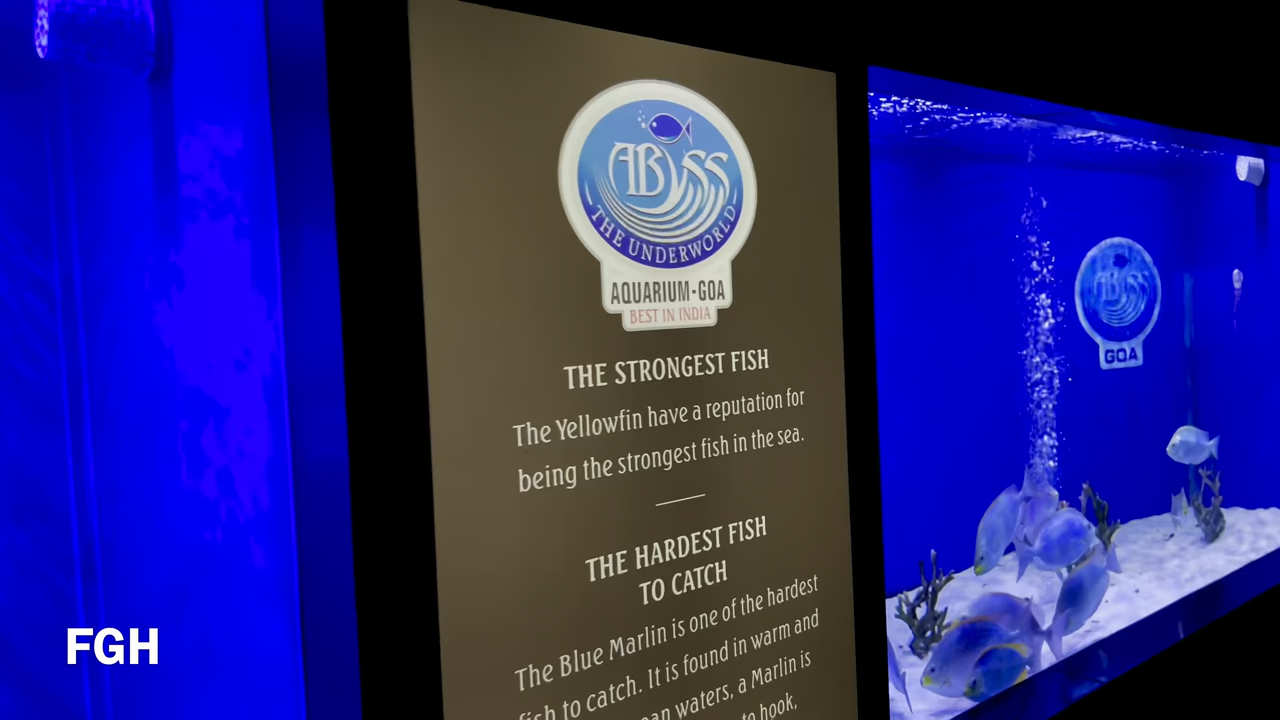 ABYSS
THE UNDERWORLD
AQUARIUM-GOA
BEST IN INDIA
THE STRONGEST FISH
The Yellowfin have a reputation for
being the strongest fish in the sea.
THE HARDEST FISH
TO CATCH
The Blue Marlin is one of the hardest
fish to catch. It is found in warm and
waters, a Marlin is
to hook,
ABYSS
GOA
FGH